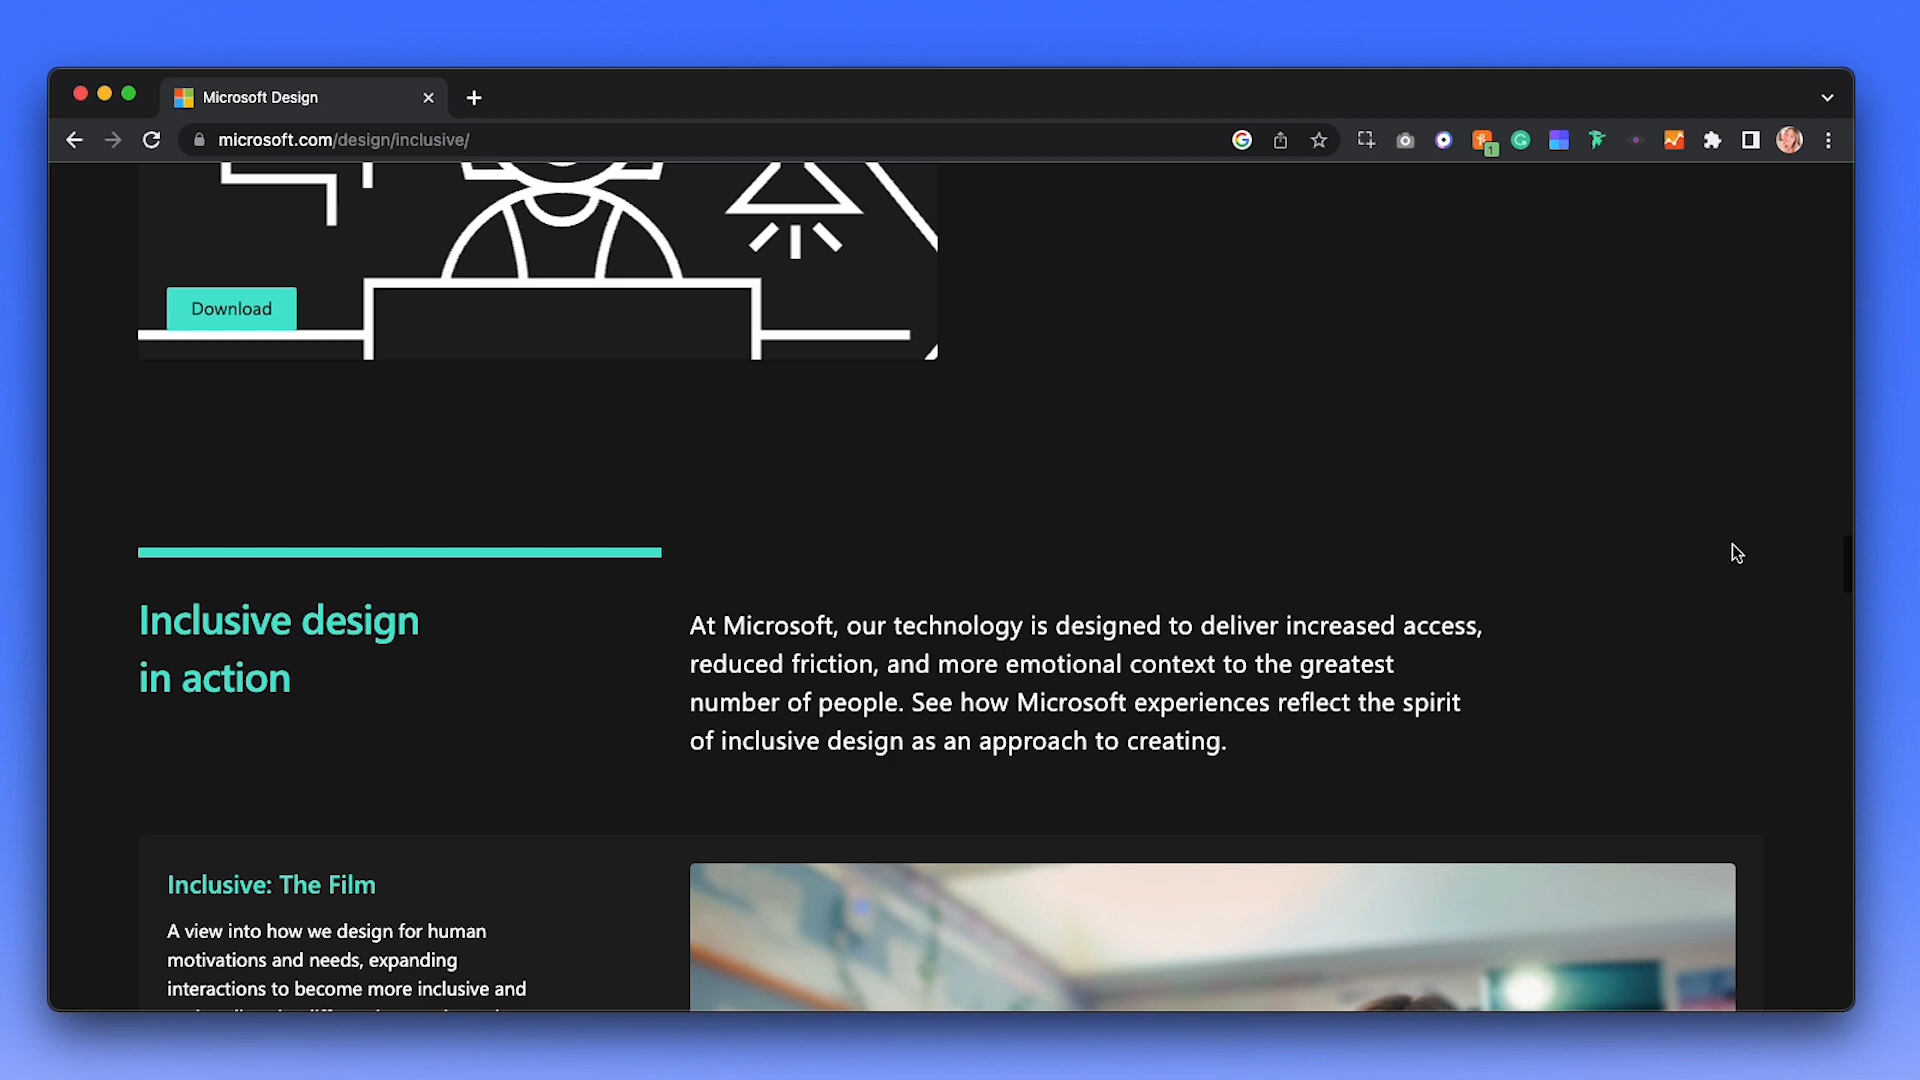 Microsoft Design
microsoft.com/design/inclusive/
1
Download
Inclusive design
in action
At Microsoft, our technology is designed to deliver increased access,
reduced friction, and more emotional context to the greatest
number of people. See how Microsoft experiences reflect the spirit
of inclusive design as an approach to creating.
Inclusive: The Film
A view into how we design for human
motivations and needs, expanding
interactions to become more inclusive and